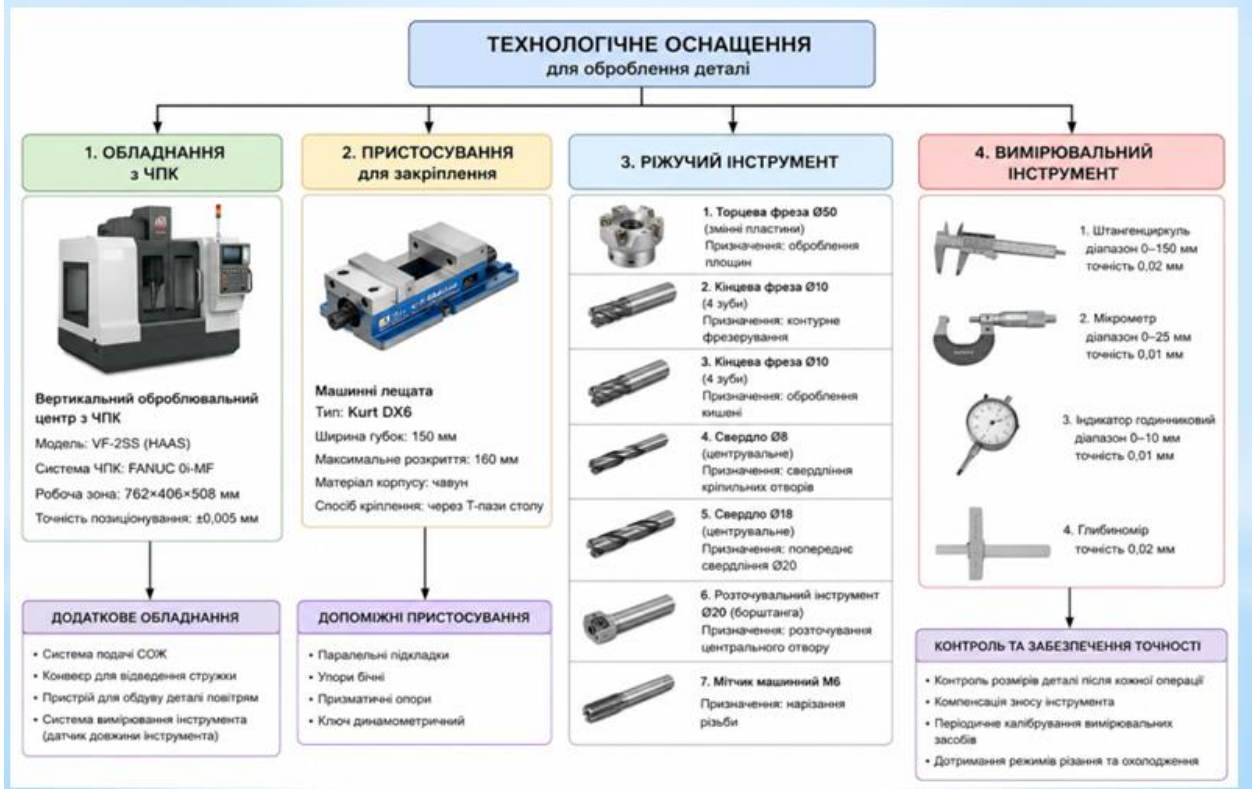 ТЕХНОЛОГІЧНЕ ОСНАЩЕННЯ
для оброблення деталі
1. ОБЛАДНАННЯ
з ЧПК
Вертикальний оброблювальний
центр з ЧПК
Модель: VF-2SS (HAAS)
Система ЧПК: FANUC 0i-MF
Робоча зона: 762×406×508 мм
Точність позиціонування: ±0,005 мм
ДОДАТКОВЕ ОБЛАДНАННЯ
• Система подачі СОЖ
• Конвеєр для відведення стружки
• Пристрій для обдуву деталі повітрям
• Система вимірювання інструмента
(датчик довжини інструмента)
2. ПРИСТОСУВАННЯ
для закріплення
Машинні лещата
Тип: Kurt DX6
Ширина губок: 150 мм
Максимальне розкриття: 160 мм
Матеріал корпусу: чавун
Спосіб кріплення: через Т-пази столу
ДОПОМІЖНІ ПРИСТОСУВАННЯ
• Паралельні підкладки
• Упори бічні
• Призматичні опори
• Ключ динамометричний
3. РІЖУЧИЙ ІНСТРУМЕНТ
1. Торцева фреза Ø50
(змінні пластини)
Призначення: оброблення
площин
2. Кінцева фреза Ø10
(4 зуби)
Призначення: контурне
фрезерування
3. Кінцева фреза Ø10
(4 зуби)
Призначення: оброблення
кишені
4. Свердло Ø8
(центрувальне)
Призначення: свердління
кріпильних отворів
5. Свердло Ø18
(центрувальне)
Призначення: попереднє
свердління Ø20
6. Розточувальний інструмент
Ø20 (борштанга)
Призначення: розточування
центрального отвору
7. Мітчик машинний М6
Призначення: нарізання
різьби
4. ВИМІРЮВАЛЬНИЙ
ІНСТРУМЕНТ
1. Штангенциркуль
діапазон 0–150 мм
точність 0,02 мм
2. Мікрометр
діапазон 0–25 мм
точність 0,01 мм
3. Індикатор годинниковий
діапазон 0–10 мм
точність 0,01 мм
4. Глибиномір
точність 0,02 мм
КОНТРОЛЬ ТА ЗАБЕЗПЕЧЕННЯ ТОЧНОСТІ
• Контроль розмірів деталі після кожної операції
• Компенсація зносу інструмента
• Періодичне калібрування вимірювальних
засобів
• Дотримання режимів різання та охолодження